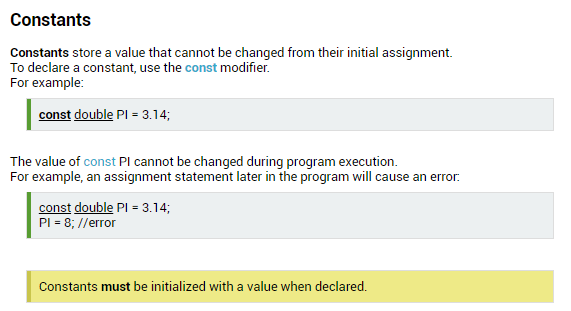 Constants
Constants store a value that cannot be changed from their initial assignment.
To declare a constant, use the const modifier.
For example:
const double PI = 3.14;
The value of const PI cannot be changed during program execution.
For example, an assignment statement later in the program will cause an error:
const double PI = 3.14;
PI = 8; //error
Constants must be initialized with a value when declared.